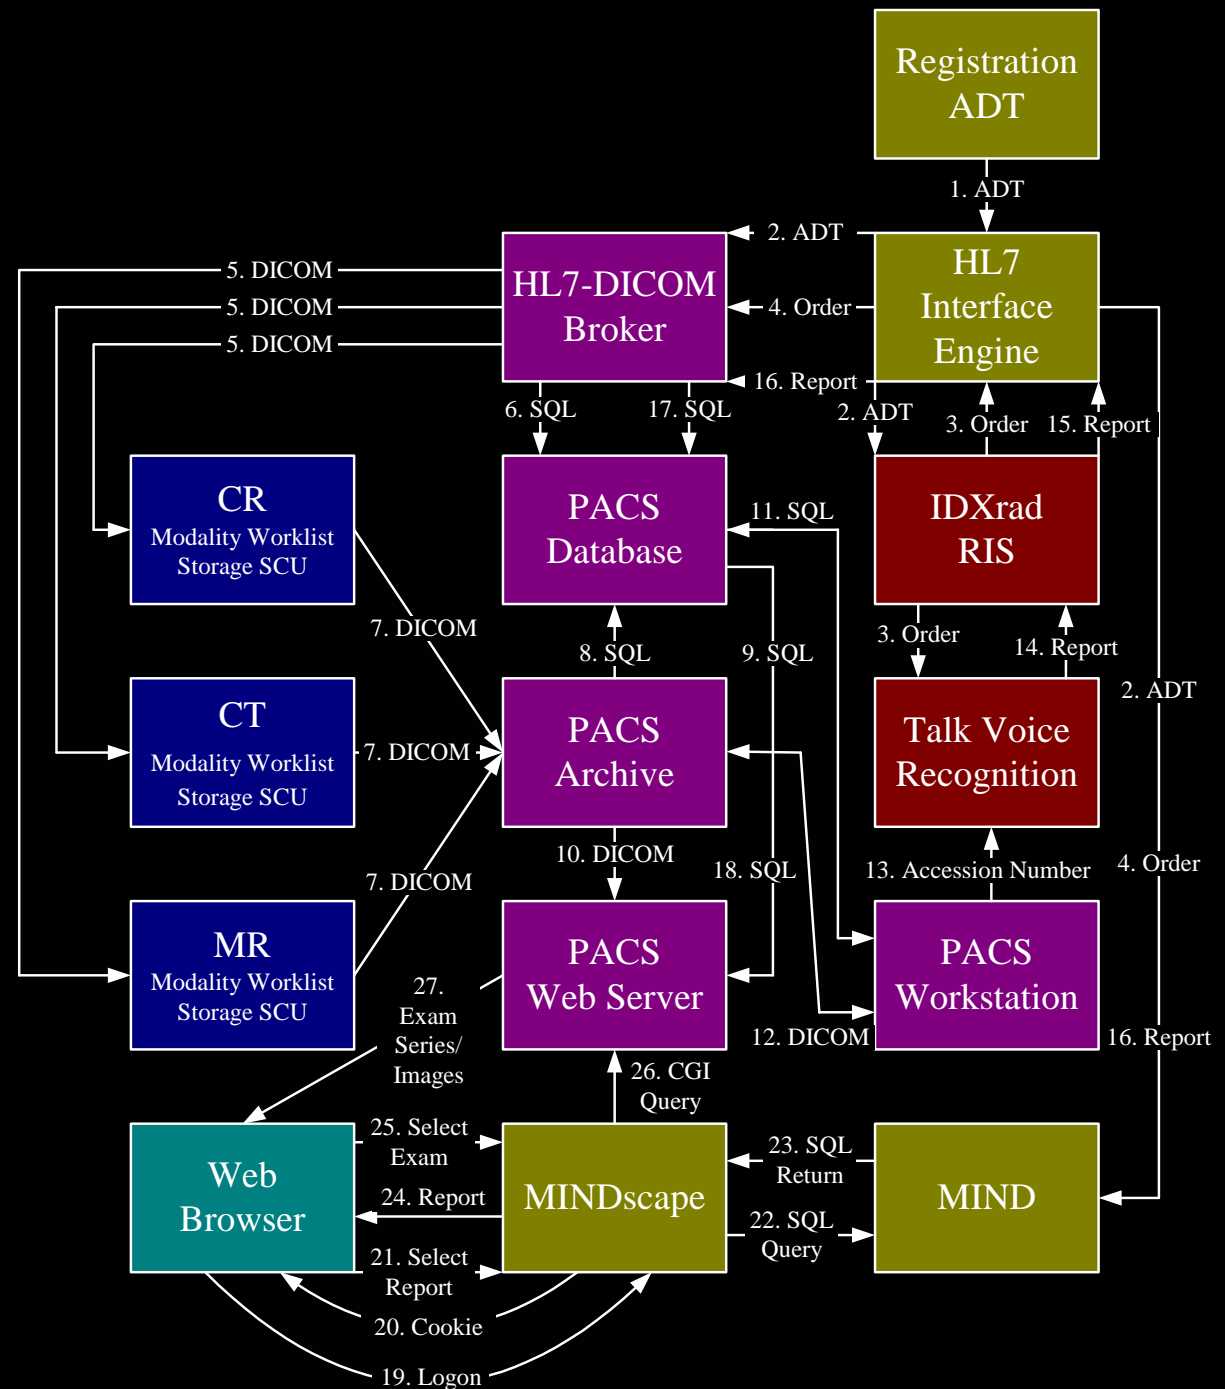 Registration
ADT
1. ADT
2. ADT
HL7-DICOM
Broker
HL7
Interface
Engine
4. Order
16. Report
5. DICOM
5. DICOM
5. DICOM
6. SQL
17. SQL
2. ADT
3. Order
15. Report
CR
Modality Worklist
Storage SCU
PACS
Database
11. SQL
IDXrad
RIS
7. DICOM
8. SQL
9. SQL
3. Order
14. Report
2. ADT
CT
Modality Worklist
Storage SCU
7. DICOM
PACS
Archive
Talk Voice
Recognition
10. DICOM
7. DICOM
18. SQL
13. Accession Number
4. Order
MR
Modality Worklist
Storage SCU
PACS
Web Server
PACS
Workstation
27.
Exam
Series/
Images
12. DICOM
16. Report
26. CGI
Query
Web
Browser
25. Select
Exam
24. Report
21. Select
Report
MINDscape
23. SQL
Return
22. SQL
Query
MIND
20. Cookie
19. Logon